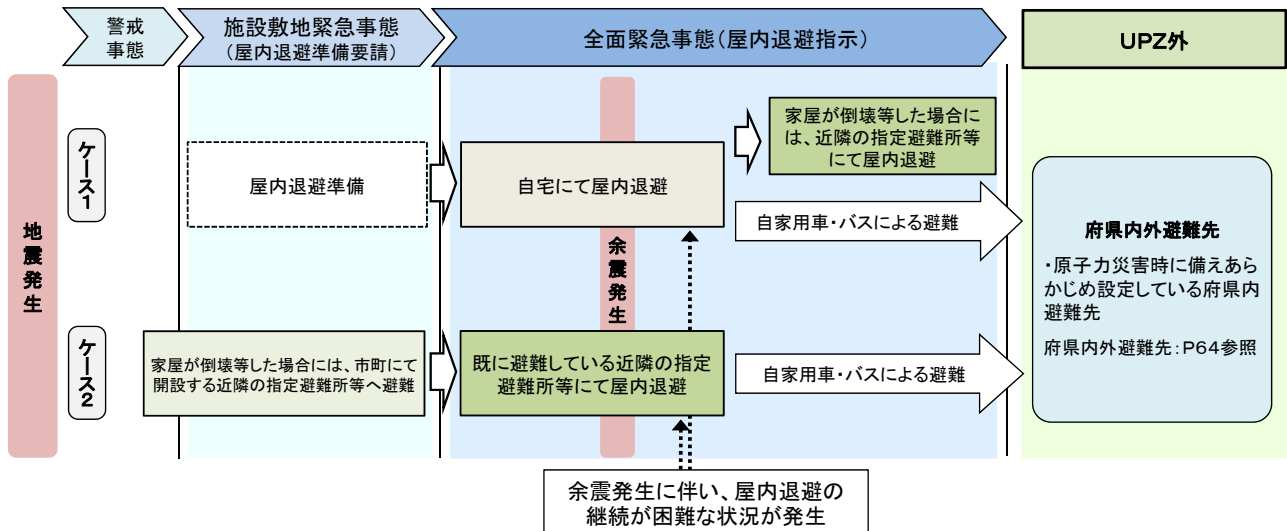 警戒
事態
施設敷地緊急事態
(屋内退避準備要請)
全面緊急事態(屋内退避指示)
UPZ外
地震発生
ケース1
屋内退避準備
自宅にて屋内退避
家屋が倒壊等した場合に
は、近隣の指定避難所等
にて屋内退避
自家用車・バスによる避難
余震発生
ケース2
家屋が倒壊等した場合には、市町にて
開設する近隣の指定避難所等へ避難
既に避難している近隣の指定
避難所等にて屋内退避
自家用車・バスによる避難
府県内外避難先
・原子力災害時に備えあら
かじめ設定している府県内
避難先
府県内外避難先:P64参照
余震発生に伴い、屋内退避の
継続が困難な状況が発生